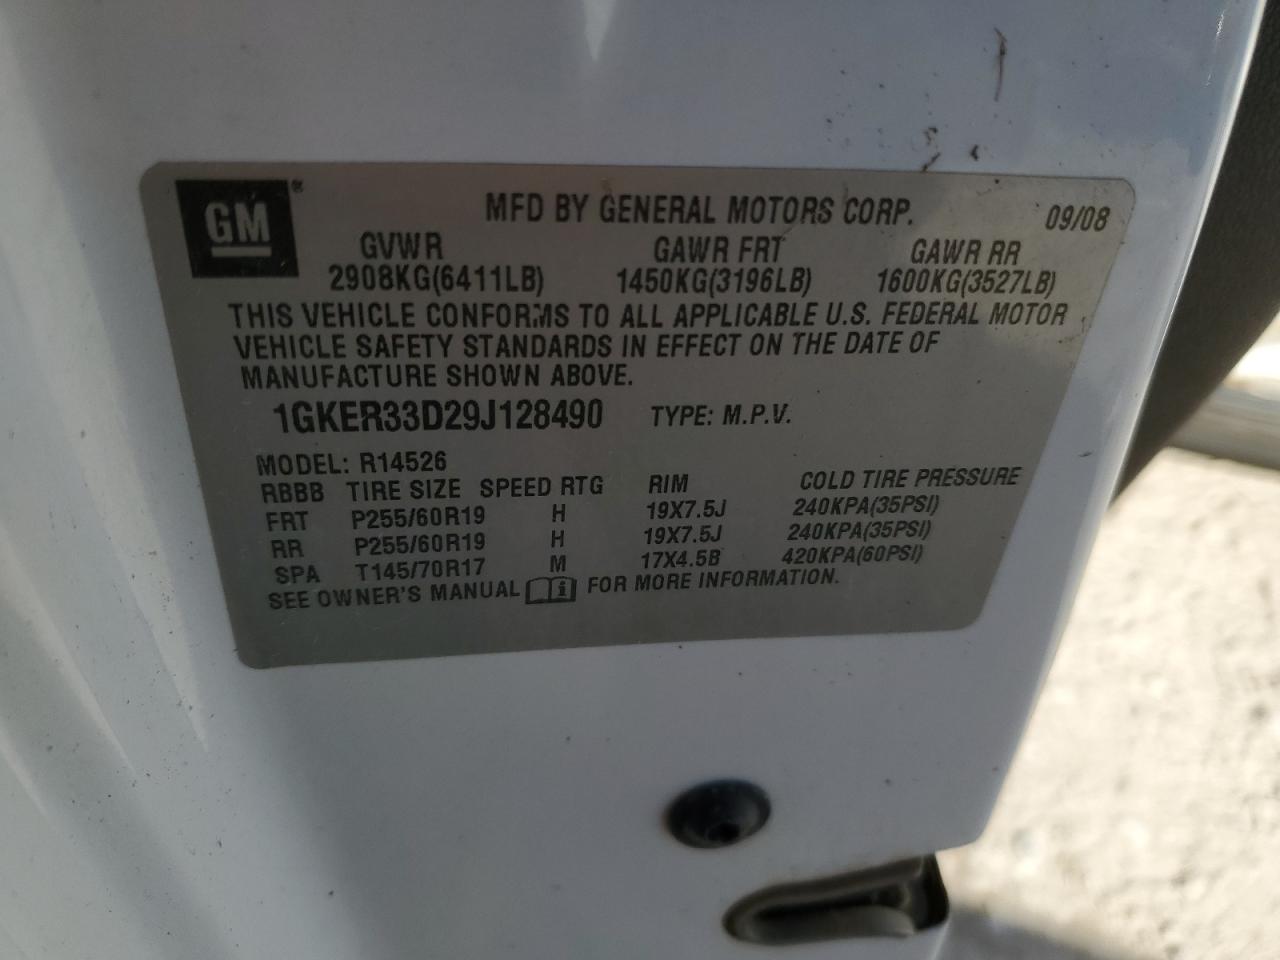 GM®
MFD BY GENERAL MOTORS CORP. 09/08
GVWR GAWR FRT GAWR RR
2908KG(6411LB) 1450KG(3196LB) 1600KG(3527LB)
THIS VEHICLE CONFORMS TO ALL APPLICABLE U.S. FEDERAL MOTOR
VEHICLE SAFETY STANDARDS IN EFFECT ON THE DATE OF
MANUFACTURE SHOWN ABOVE.
1GKER33D29J128490 TYPE: M.P.V.
MODEL: R14526
RBBB TIRE SIZE SPEED RTG RIM COLD TIRE PRESSURE
FRT P255/60R19 H 19X7.5J 240KPA(35PSI)
RR P255/60R19 H 19X7.5J 240KPA(35PSI)
SPA T145/70R17 M 17X4.5B 420KPA(60PSI)
SEE OWNER'S MANUAL i FOR MORE INFORMATION.